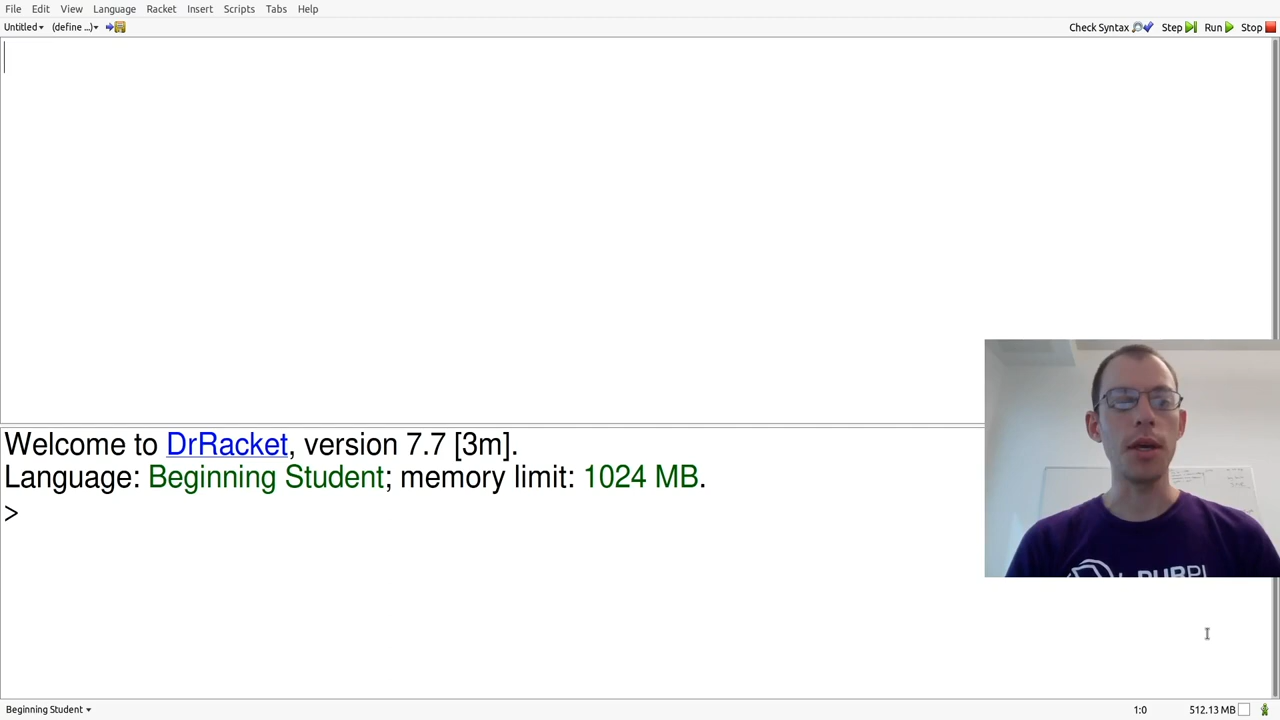 File Edit View Language Racket Insert Scripts Tabs Help
Untitled (define ...) Check Syntax Step Run Stop
Welcome to DrRacket, version 7.7 [3m].
Language: Beginning Student; memory limit: 1024 MB.
>
Beginning Student 1:0 512.13 MB